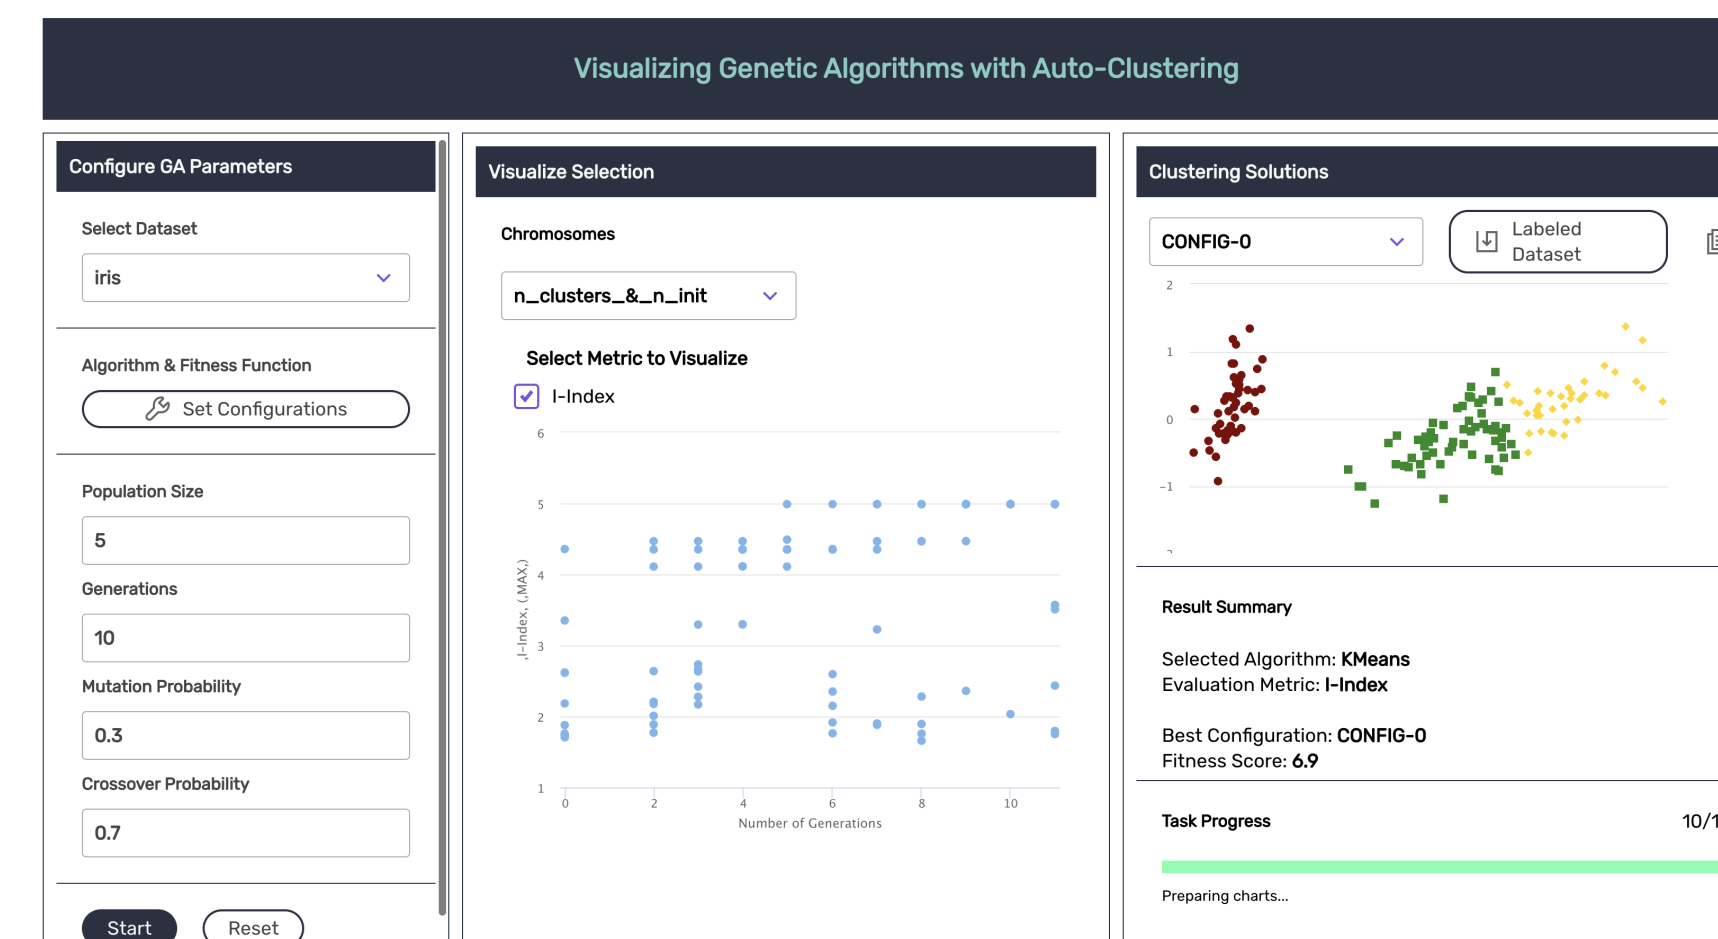 Visualizing Genetic Algorithms with Auto-Clustering
Configure GA Parameters
Select Dataset
iris
Algorithm & Fitness Function
Set Configurations
Population Size
5
Generations
10
Mutation Probability
0.3
Crossover Probability
0.7
Start
Reset
Visualize Selection
Chromosomes
n_clusters_&_n_init
Select Metric to Visualize
I-Index
6
5
4
3
2
1
,I-Index, (,MAX,)
0
2
4
6
8
10
Number of Generations
Clustering Solutions
CONFIG-0
Labeled
Dataset
2
1
0
-1
Result Summary
Selected Algorithm: KMeans
Evaluation Metric: I-Index
Best Configuration: CONFIG-0
Fitness Score: 6.9
Task Progress
10/1
Preparing charts...